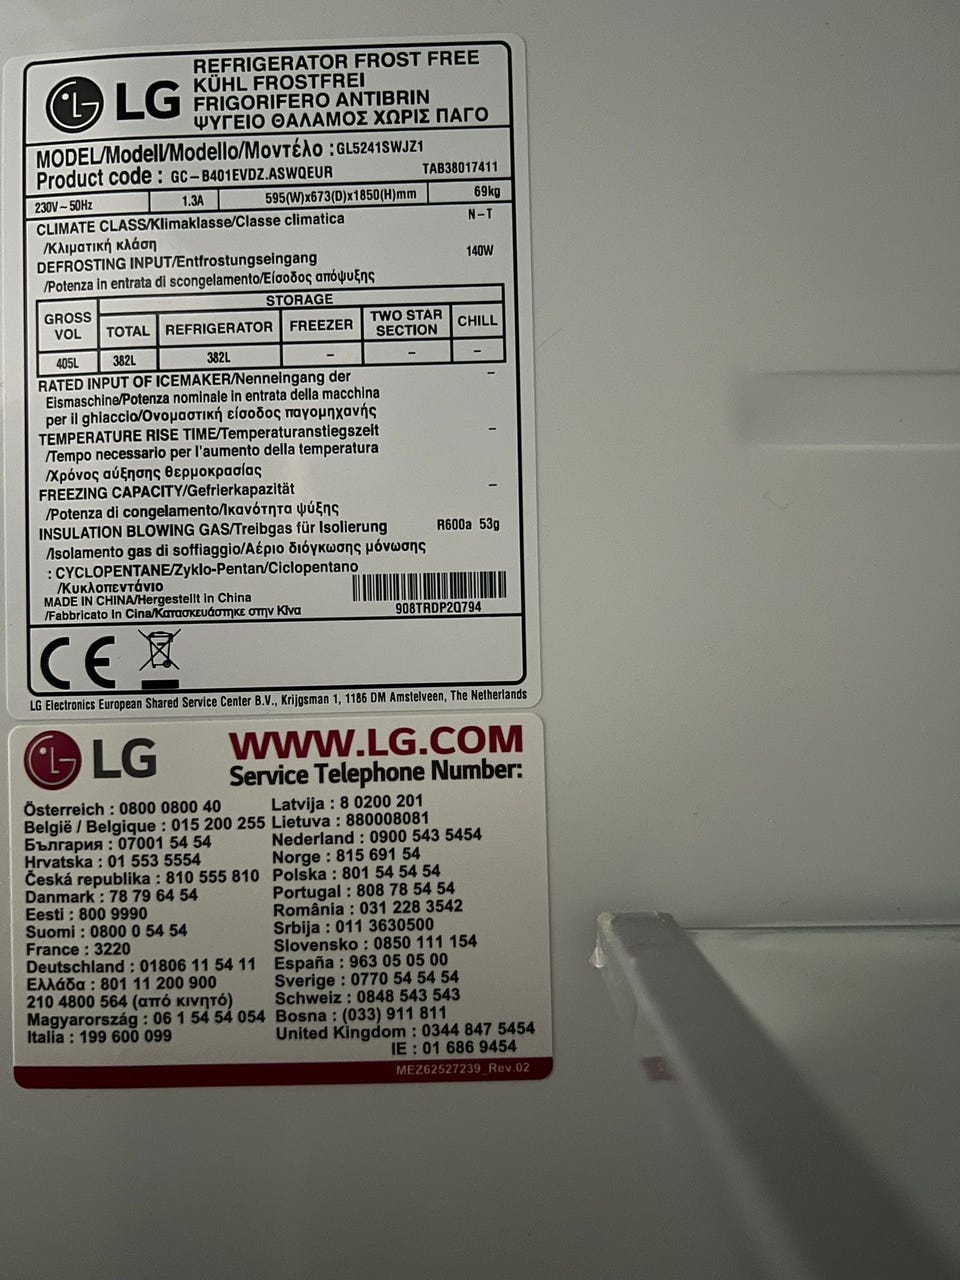 LG
REFRIGERATOR FROST FREE
KÜHL FROSTFREI
FRIGORIFERO ANTIBRIN
ΨΥΓΕΙΟ ΘΑΛΑΜΟΣ ΧΩΡΙΣ ΠΑΓΟ
MODEL/Modell/Modello/Μοντέλο : GL5241SWJZ1
Product code : GC-B401EVDZ.ASWQEUR TAB38017411
230V~50Hz 1.3A 595(W)x673(D)x1850(H)mm 69kg
CLIMATE CLASS/Klimaklasse/Classe climatica N-T
/Κλιματική κλάση
DEFROSTING INPUT/Entfrostungseingang 140W
/Potenza in entrata di scongelamento/Είσοδος απόψυξης
STORAGE
GROSS VOL TOTAL REFRIGERATOR FREEZER TWO STAR SECTION CHILL
405L 382L 382L - - -
RATED INPUT OF ICEMAKER/Nenneingang der -
Eismaschine/Potenza nominale in entrata della macchina
per il ghiaccio/Ονομαστική είσοδος παγομηχανής
TEMPERATURE RISE TIME/Temperaturanstiegszeit -
/Tempo necessario per l'aumento della temperatura
/Χρόνος αύξησης θερμοκρασίας
FREEZING CAPACITY/Gefrierkapazität -
/Potenza di congelamento/Ικανότητα ψύξης
INSULATION BLOWING GAS/Treibgas für Isolierung R600a 53g
/Isolamento gas di soffiaggio/Αέριο διόγκωσης μόνωσης
: CYCLOPENTANE/Zyklo-Pentan/Ciclopentano
/Κυκλοπεντάνιο
MADE IN CHINA/Hergestellt in China
/Fabbricato In Cina/Κατασκευάστηκε στην Κίνα
908TRDP2Q794
CE
LG Electronics European Shared Service Center B.V., Krijgsman 1, 1186 DM Amstelveen, The Netherlands
LG
WWW.LG.COM
Service Telephone Number:
Österreich : 0800 0800 40
België / Belgique : 015 200 255
България : 07001 54 54
Hrvatska : 01 553 5554
Česká republika : 810 555 810
Danmark : 78 79 64 54
Eesti : 800 9990
Suomi : 0800 0 54 54
France : 3220
Deutschland : 01806 11 54 11
Ελλάδα : 801 11 200 900
210 4800 564 (από κινητό)
Magyarország : 06 1 54 54 054
Italia : 199 600 099
Latvija : 8 0200 201
Lietuva : 880008081
Nederland : 0900 543 5454
Norge : 815 691 54
Polska : 801 54 54 54
Portugal : 808 78 54 54
România : 031 228 3542
Srbija : 011 3630500
Slovensko : 0850 111 154
España : 963 05 05 00
Sverige : 0770 54 54 54
Schweiz : 0848 543 543
Bosna : (033) 911 811
United Kingdom : 0344 847 5454
IE : 01 686 9454
MEZ62527239_Rev.02